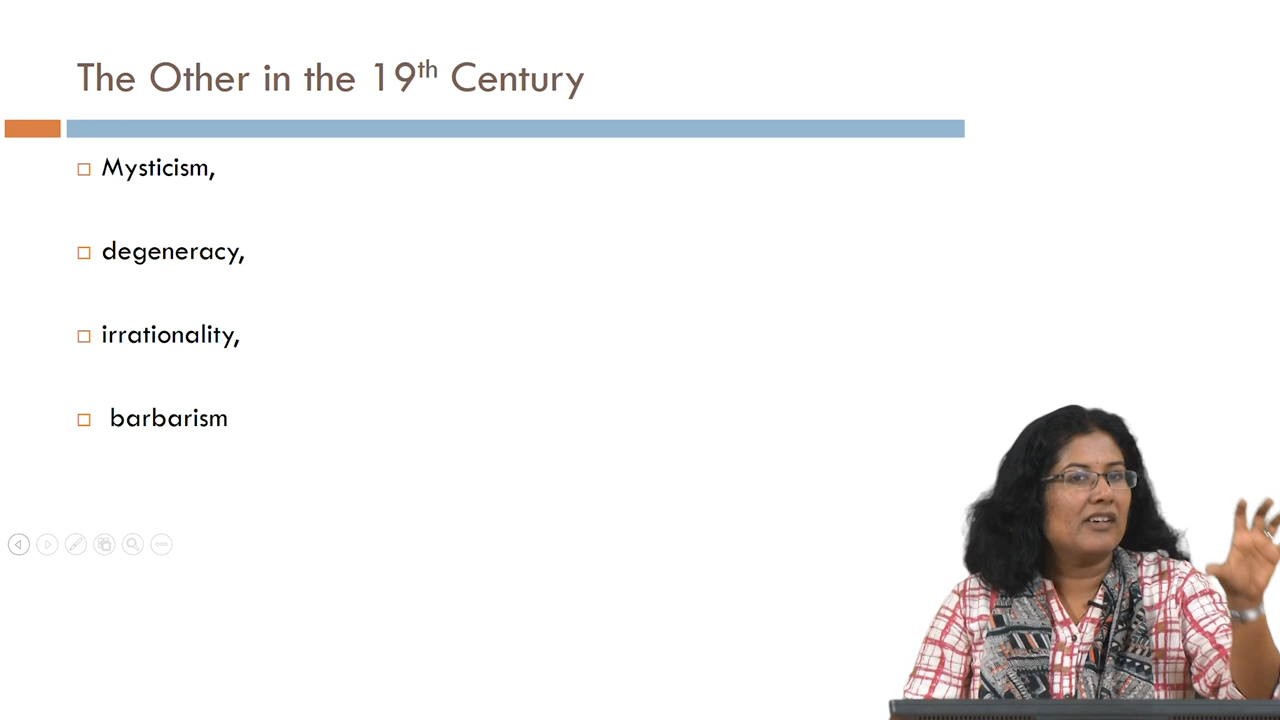 The Other in the 19th Century
Mysticism,
degeneracy,
irrationality,
barbarism